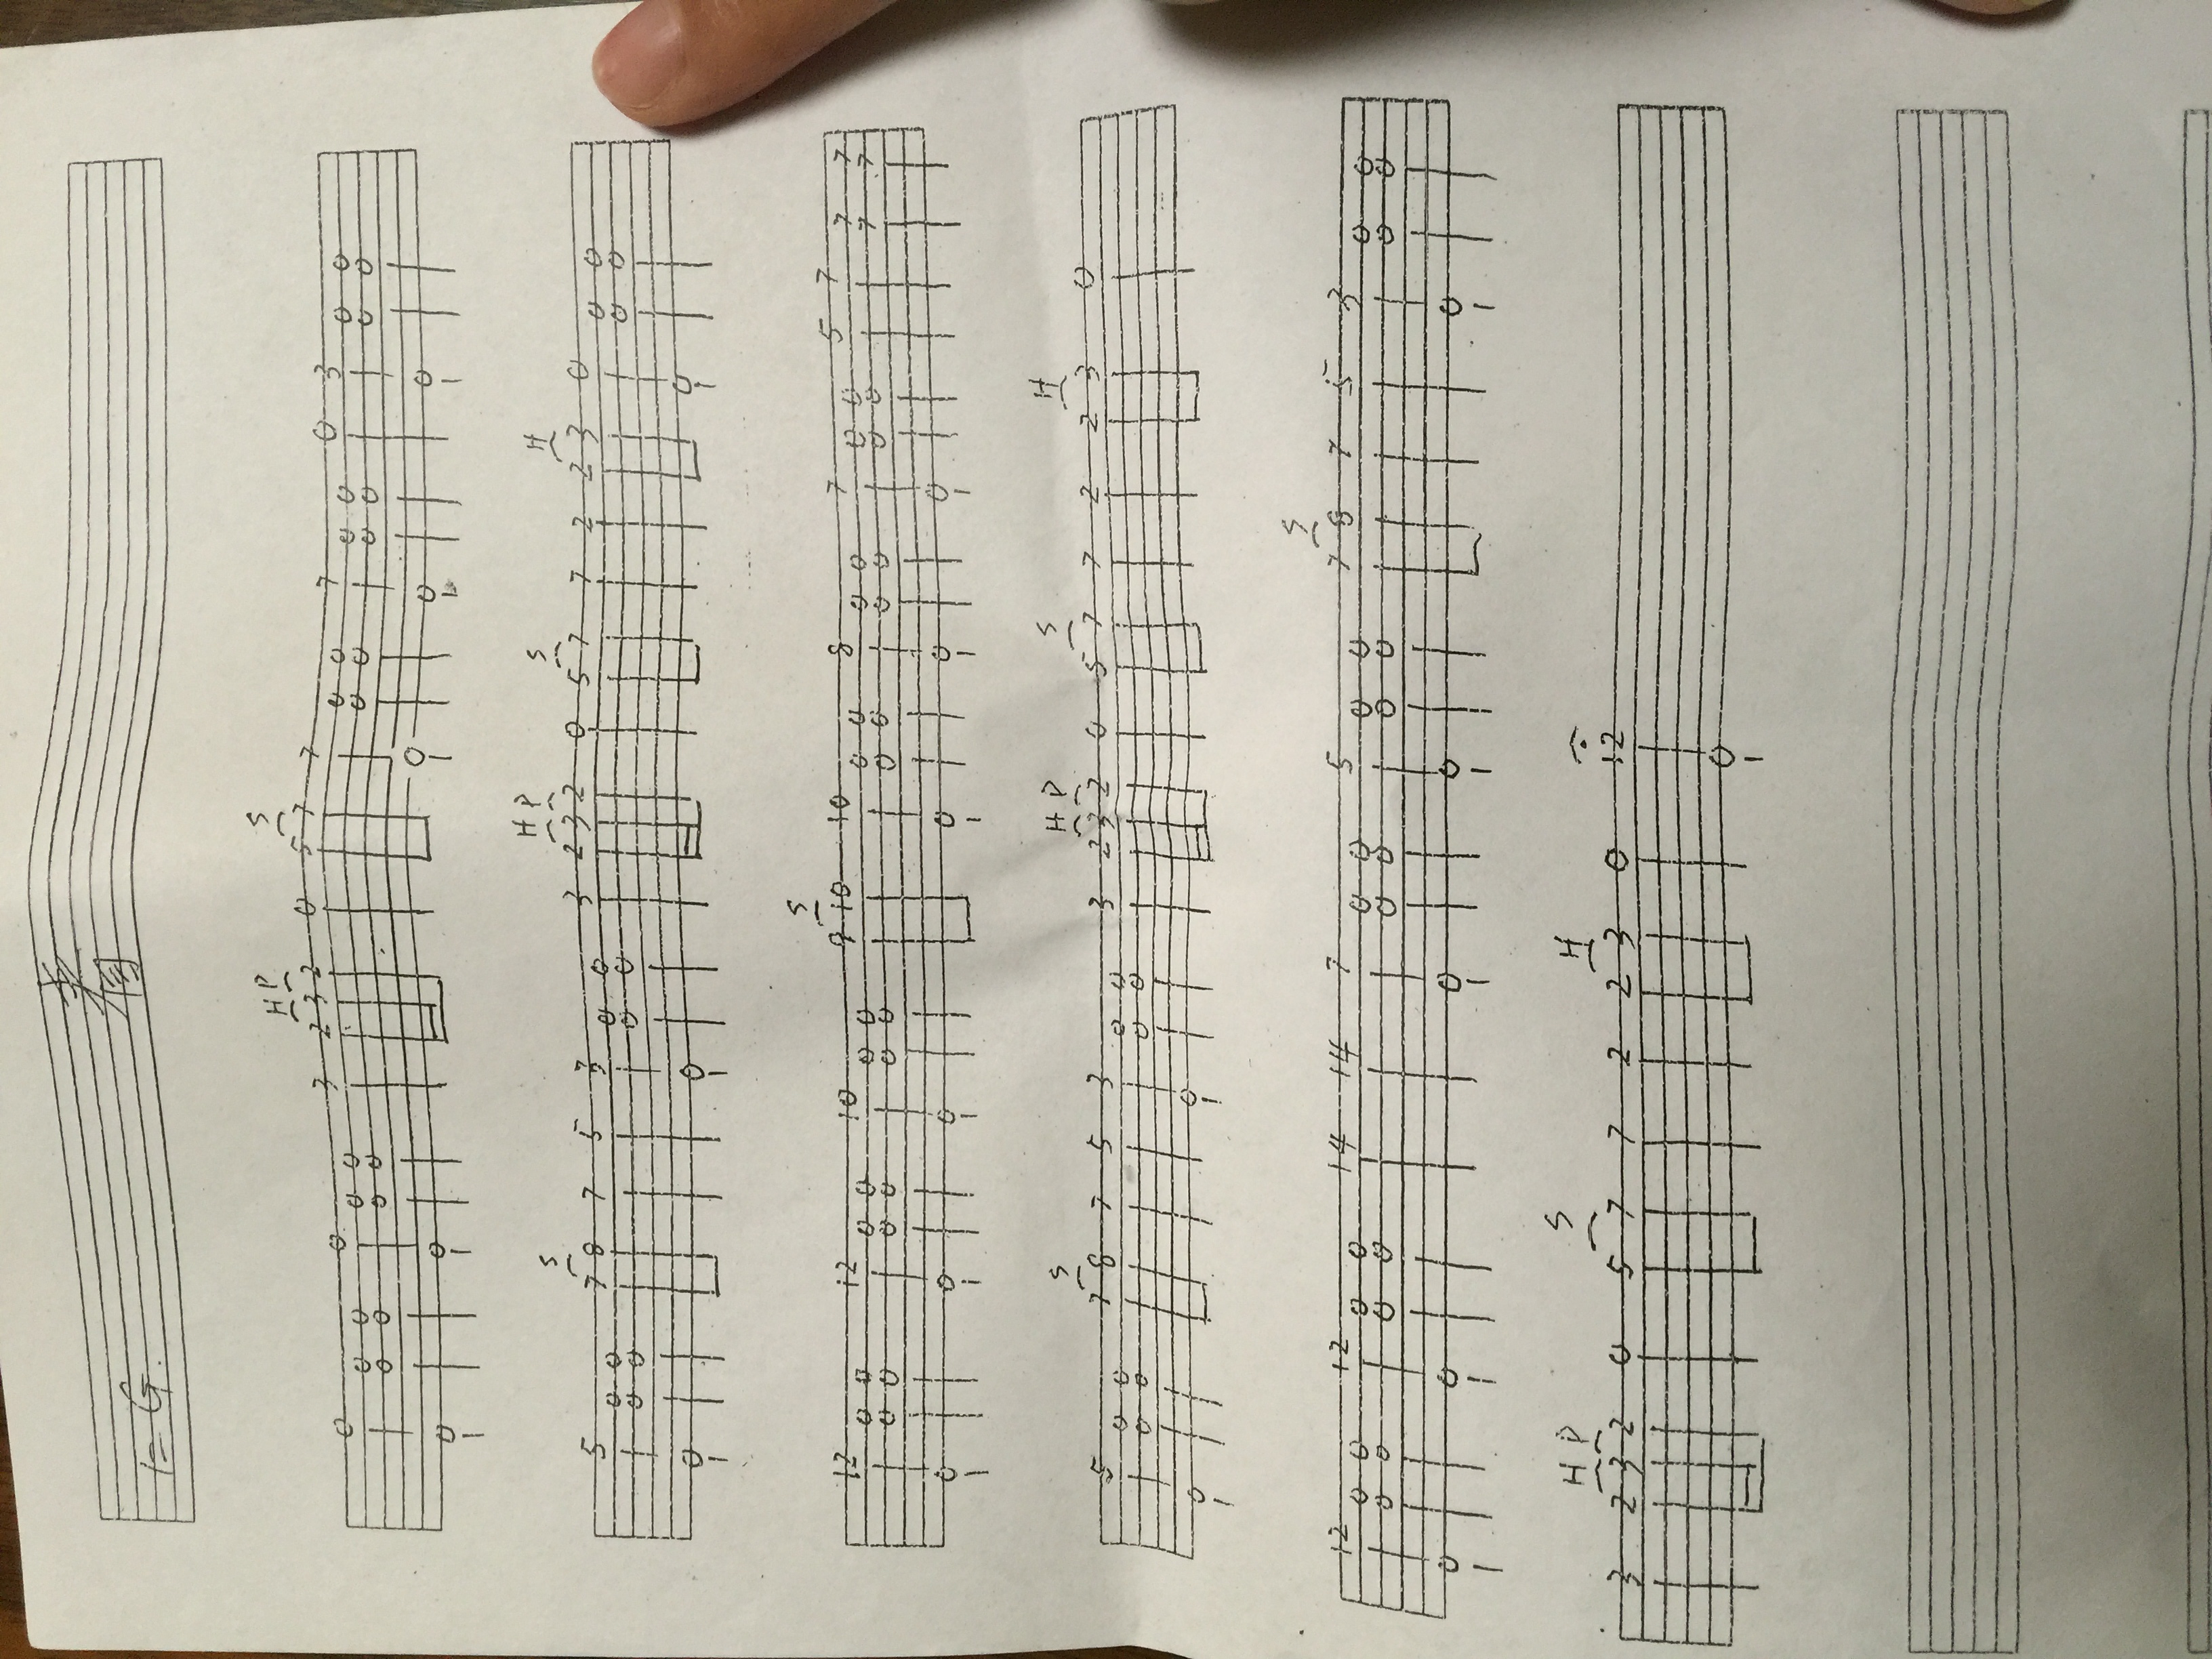 1= G.
H P S
0 0 3 2 3 2 0 5 7 7 7 0 3
0 0 0 0 0 0 0 0 0 0
0 0 0 0 0 0 0 0 0 0
0 0 0 0 0
S H P S H
5 7 8 7 5 3 3 2 3 2 0 5 7 7 2 2 3 0
0 0 0 0 0 0
0 0 0 0 0 0
0 0 0
S
12 12 10 9 10 10 8 7 5 7
0 0 0 0 0 0 0 0 0 0 0 0 7 7
0 0 0 0 0 0 0 0 0 0 0 0 7 7
0 0 0 0 0 0
S H P S H
5 7 8 7 5 3 3 2 3 2 0 5 7 7 2 2 3 0
0 0 0 0
0 0 0 0
0 0
S
12 12 14 14 7 5 7 8 7 5 3
0 0 0 0 0 0 0 0 0 0
0 0 0 0 0 0 0 0 0 0
0 0 0 0 0
H P S H
3 2 3 2 0 5 7 7 2 2 3 0 12
0